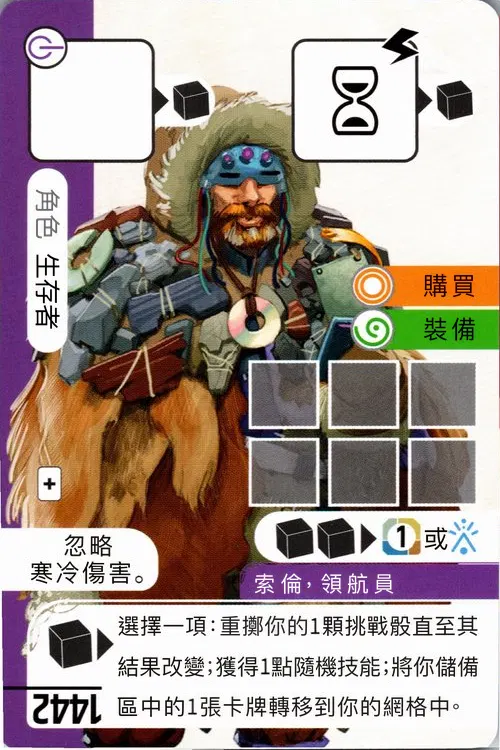 角色 生存者
購買
裝備
+
忽略
寒冷傷害。
1或
索倫，領航員
選擇一項：重擲你的1顆挑戰骰直至其
結果改變；獲得1點隨機技能；將你儲備
區中的1張卡牌轉移到你的網格中。
1442